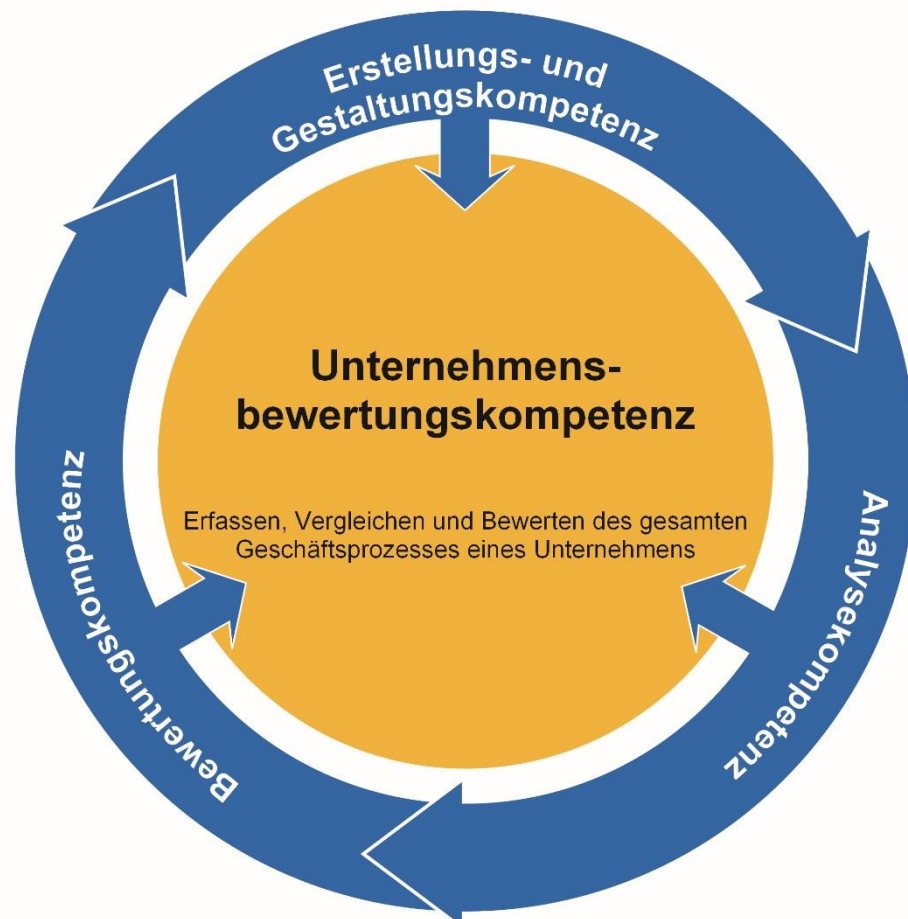 Erstellungs- und
Gestaltungskompetenz
Unternehmens-
bewertungskompetenz
Erfassen, Vergleichen und Bewerten des gesamten
Geschäftsprozesses eines Unternehmens
Analysekompetenz
Bewertungskompetenz